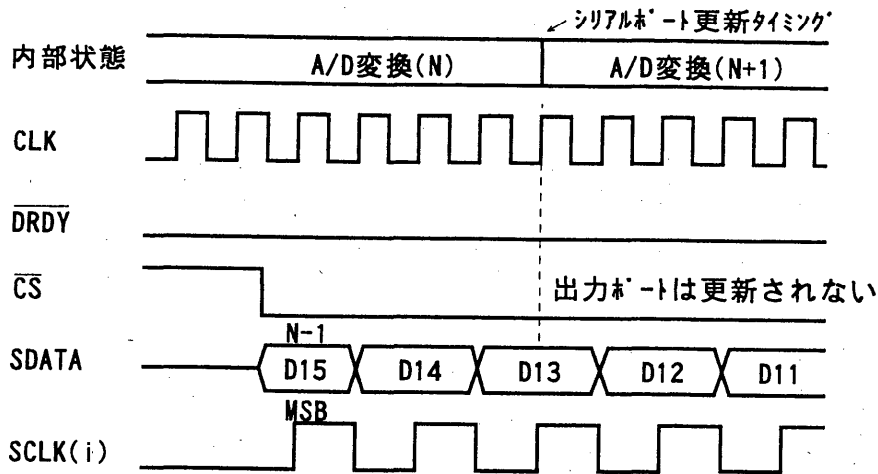 シリアルポート更新タイミング
内部状態
A/D変換(N)
A/D変換(N+1)
CLK
DRDY
CS
出力ポートは更新されない
N-1
SDATA
D15
D14
D13
D12
D11
MSB
SCLK(i)